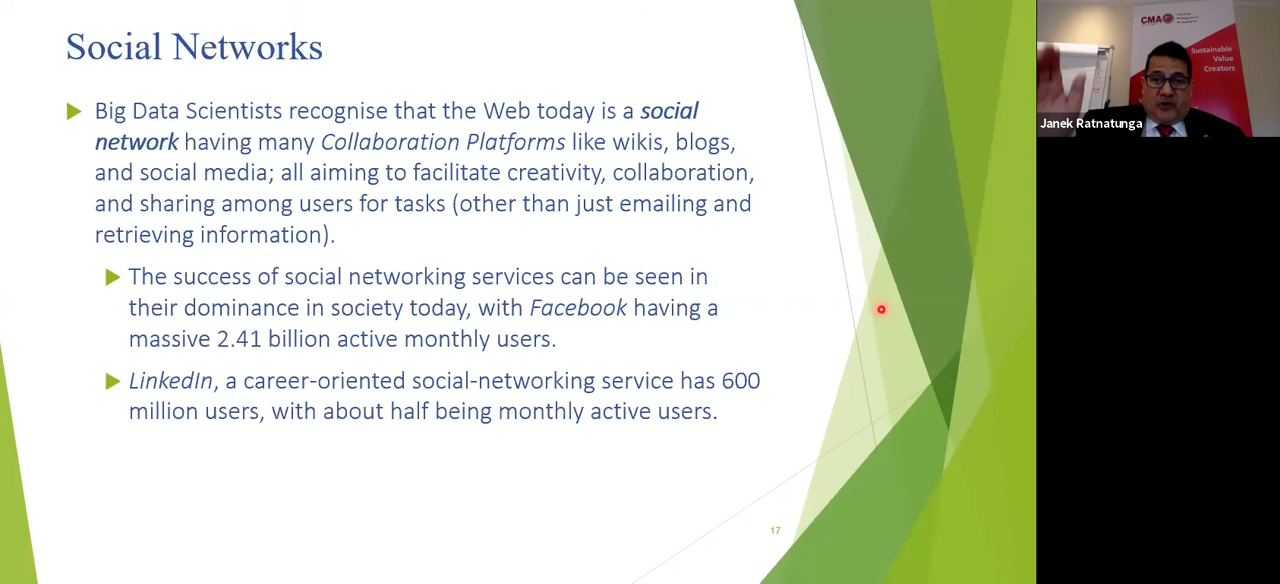 Social Networks
Big Data Scientists recognise that the Web today is a social
network having many Collaboration Platforms like wikis, blogs,
and social media; all aiming to facilitate creativity, collaboration,
and sharing among users for tasks (other than just emailing and
retrieving information).
The success of social networking services can be seen in
their dominance in society today, with Facebook having a
massive 2.41 billion active monthly users.
LinkedIn, a career-oriented social-networking service has 600
million users, with about half being monthly active users.
17
CMA
Sustainable
Value
Creators
Janek Ratnatunga